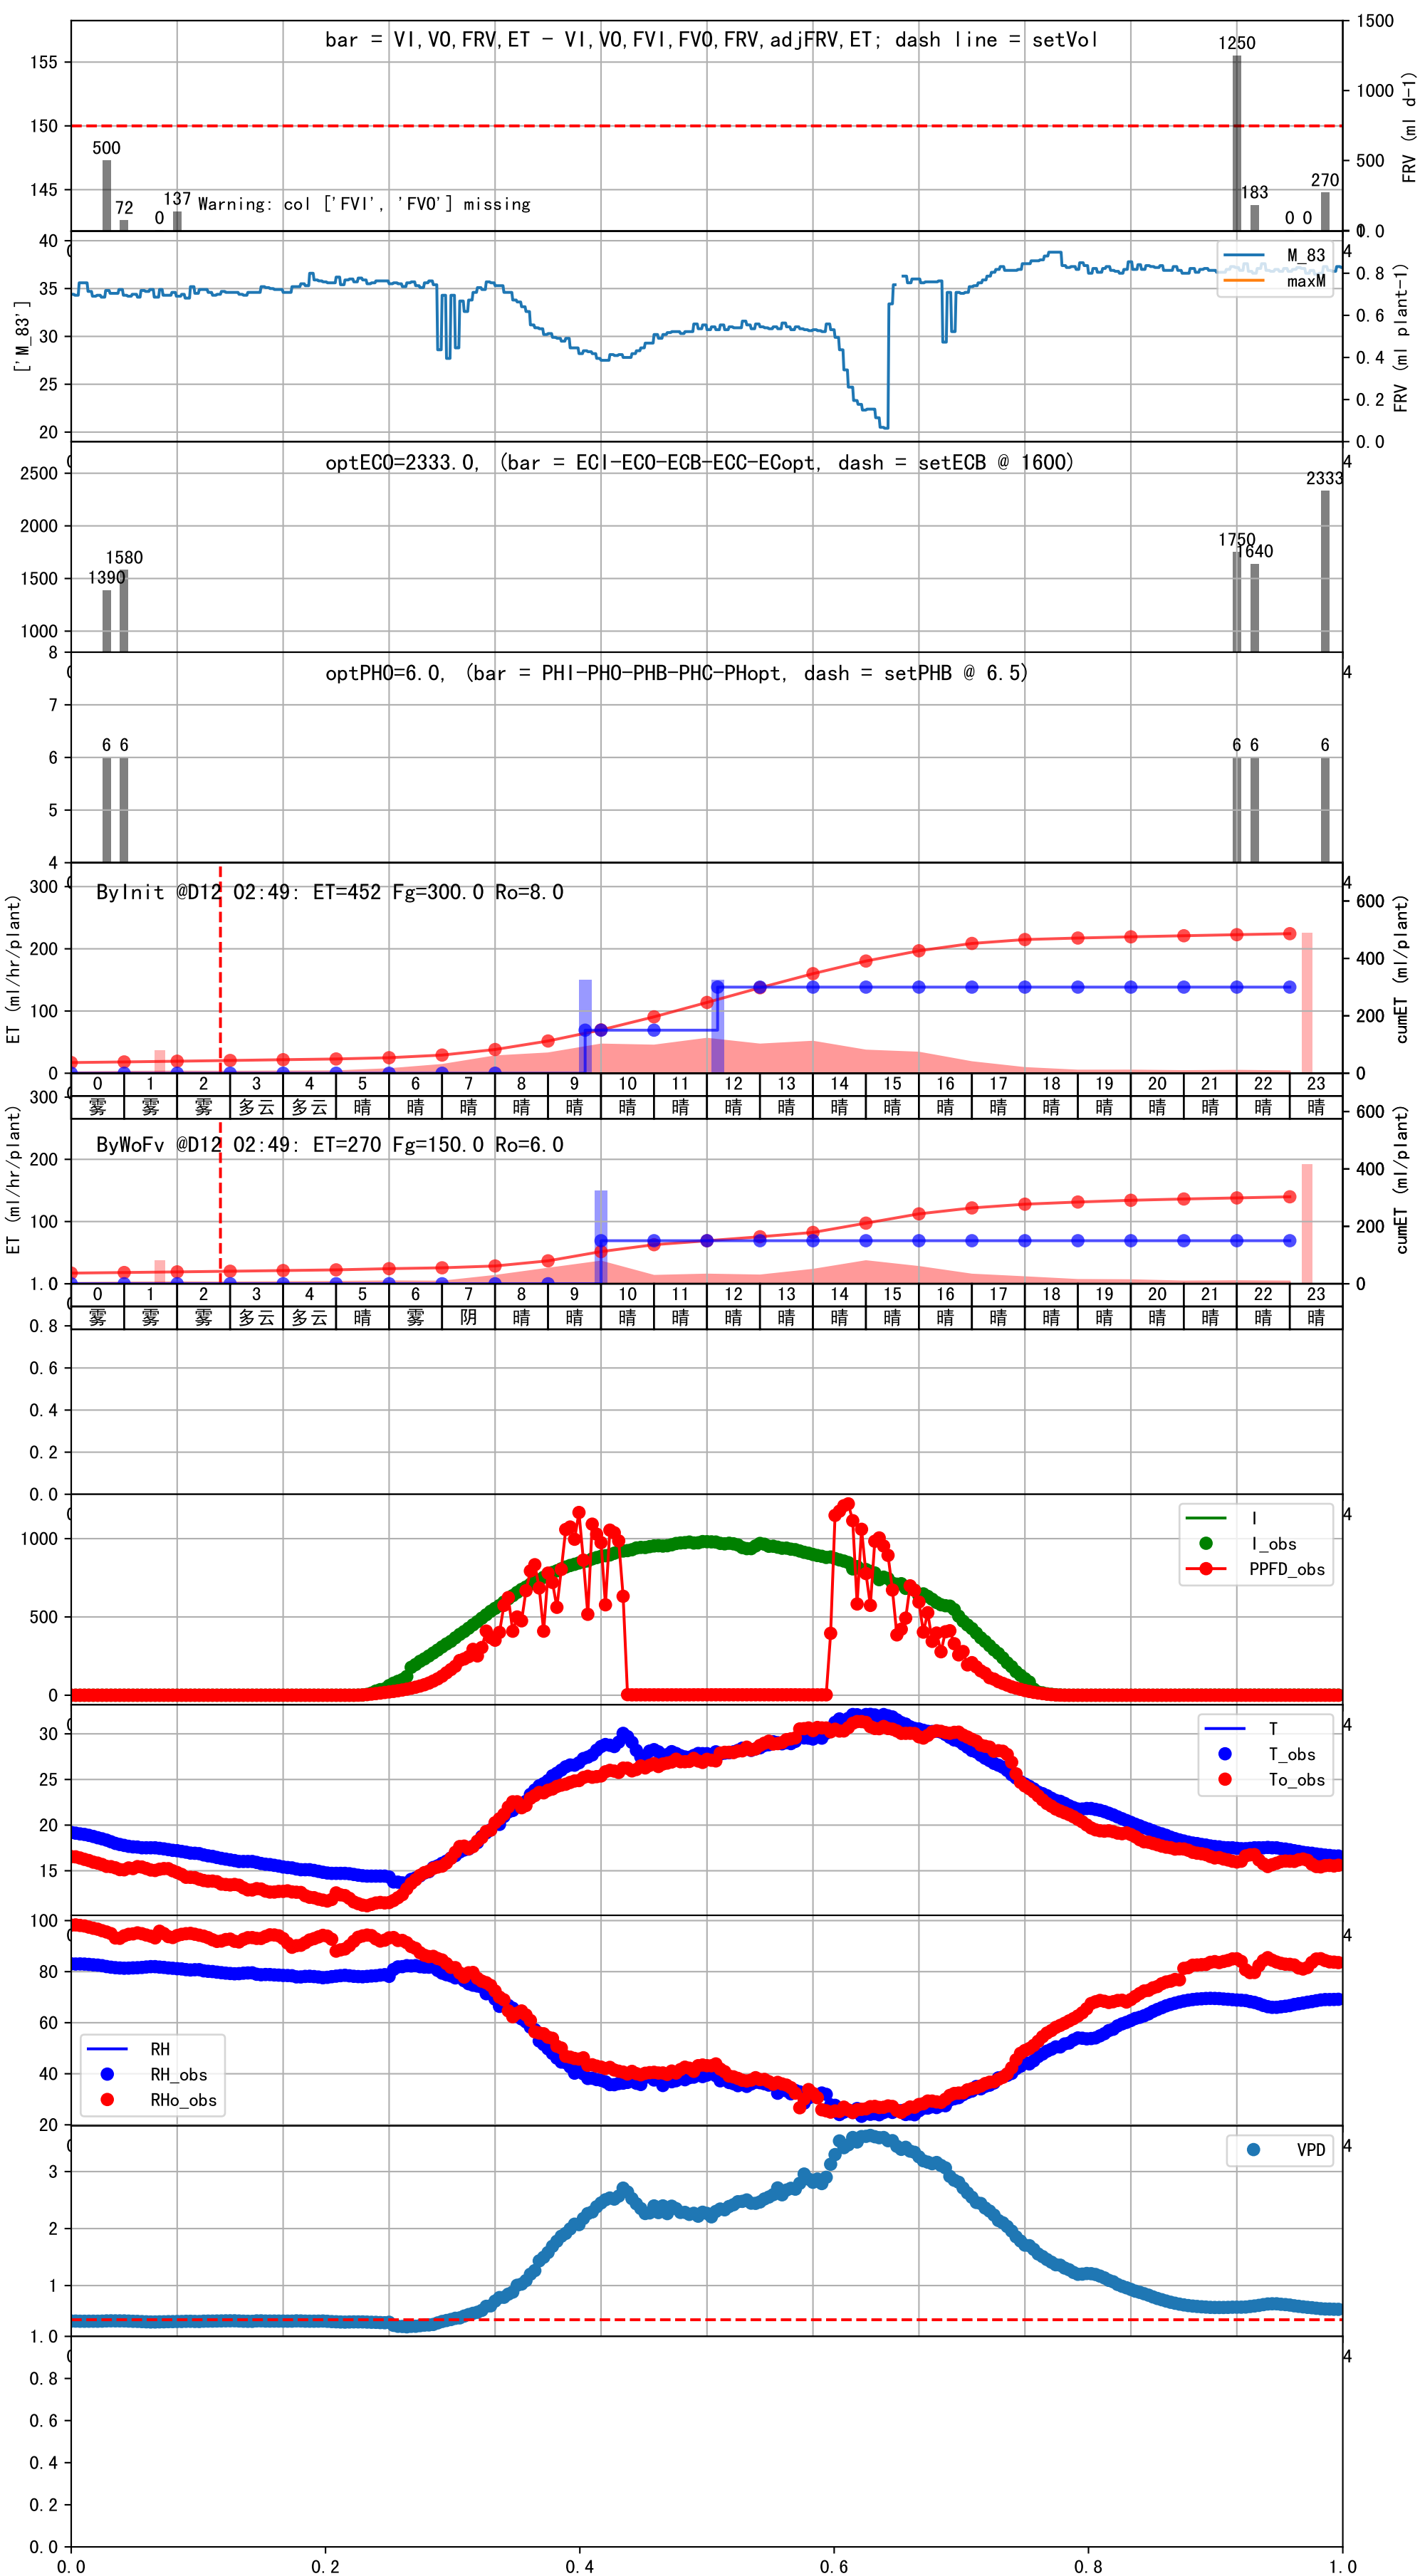 bar = VI,VO,FRV,ET - VI,VO,FVI,FVO,FRV,adjFRV,ET; dash line = setVol
155
150
145
1500
1000
500
0
FRV (ml d-1)
500
72
0
137
Warning: col ['FVI', 'FVO'] missing
1250
183
0 0
270
40
35
30
25
20
['M_83']
M_83
maxM
0.8
0.6
0.4
0.2
0.0
FRV (ml plant-1)
optECO=2333.0, (bar = ECI-ECO-ECB-ECC-ECopt, dash = setECB @ 1600)
2500
2000
1500
1000
1390
1580
1750
1640
2333
optPHO=6.0, (bar = PHI-PHO-PHB-PHC-PHopt, dash = setPHB @ 6.5)
8
7
6
5
4
6 6
6 6
6
ByInit @D12 02:49: ET=452 Fg=300.0 Ro=8.0
300
200
100
0
ET (ml/hr/plant)
600
400
200
0
cumET (ml/plant)
0 1 2 3 4 5 6 7 8 9 10 11 12 13 14 15 16 17 18 19 20 21 22 23
雾 雾 雾 多云 多云 晴 晴 晴 晴 晴 晴 晴 晴 晴 晴 晴 晴 晴 晴 晴 晴 晴 晴 晴
ByWoFv @D12 02:49: ET=270 Fg=150.0 Ro=6.0
300
200
100
ET (ml/hr/plant)
600
400
200
0
cumET (ml/plant)
0 1 2 3 4 5 6 7 8 9 10 11 12 13 14 15 16 17 18 19 20 21 22 23
雾 雾 雾 多云 多云 晴 雾 阴 晴 晴 晴 晴 晴 晴 晴 晴 晴 晴 晴 晴 晴 晴 晴 晴
1.0
0.8
0.6
0.4
0.2
0.0
1000
500
0
I
I_obs
PPFD_obs
30
25
20
15
T
T_obs
To_obs
100
80
60
40
20
RH
RH_obs
RHo_obs
3
2
1
VPD
1.0
0.8
0.6
0.4
0.2
0.0
0.0 0.2 0.4 0.6 0.8 1.0